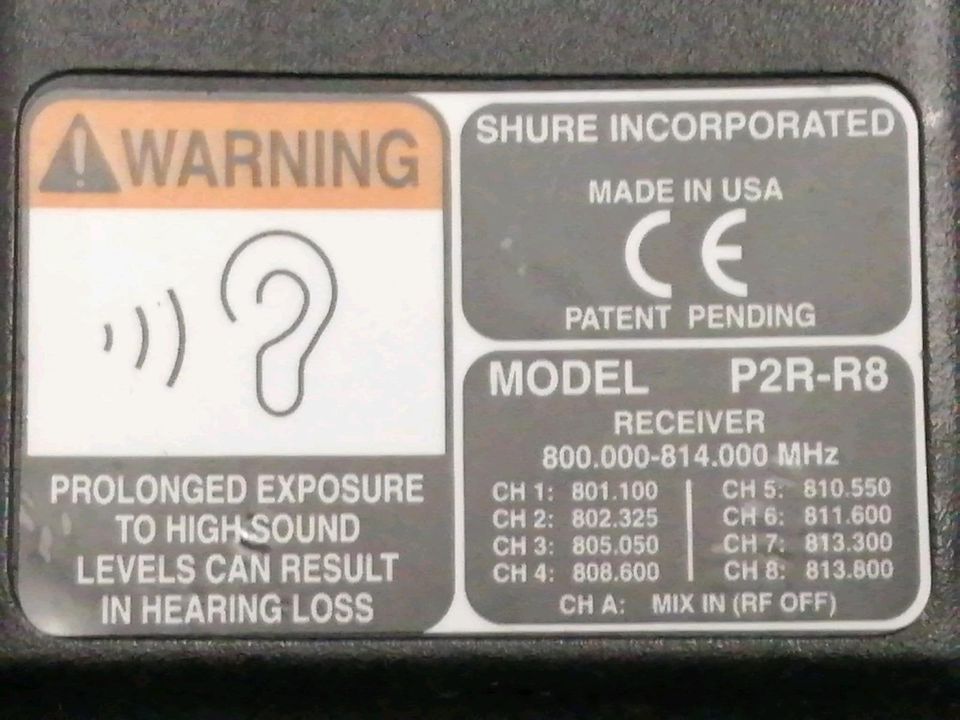 WARNING
PROLONGED EXPOSURE
TO HIGH SOUND
LEVELS CAN RESULT
IN HEARING LOSS
SHURE INCORPORATED
MADE IN USA
CE
PATENT PENDING
MODEL P2R-R8
RECEIVER
800.000-814.000 MHz
CH 1: 801.100 CH 5: 810.550
CH 2: 802.325 CH 6: 811.600
CH 3: 805.050 CH 7: 813.300
CH 4: 808.600 CH 8: 813.800
CH A: MIX IN (RF OFF)